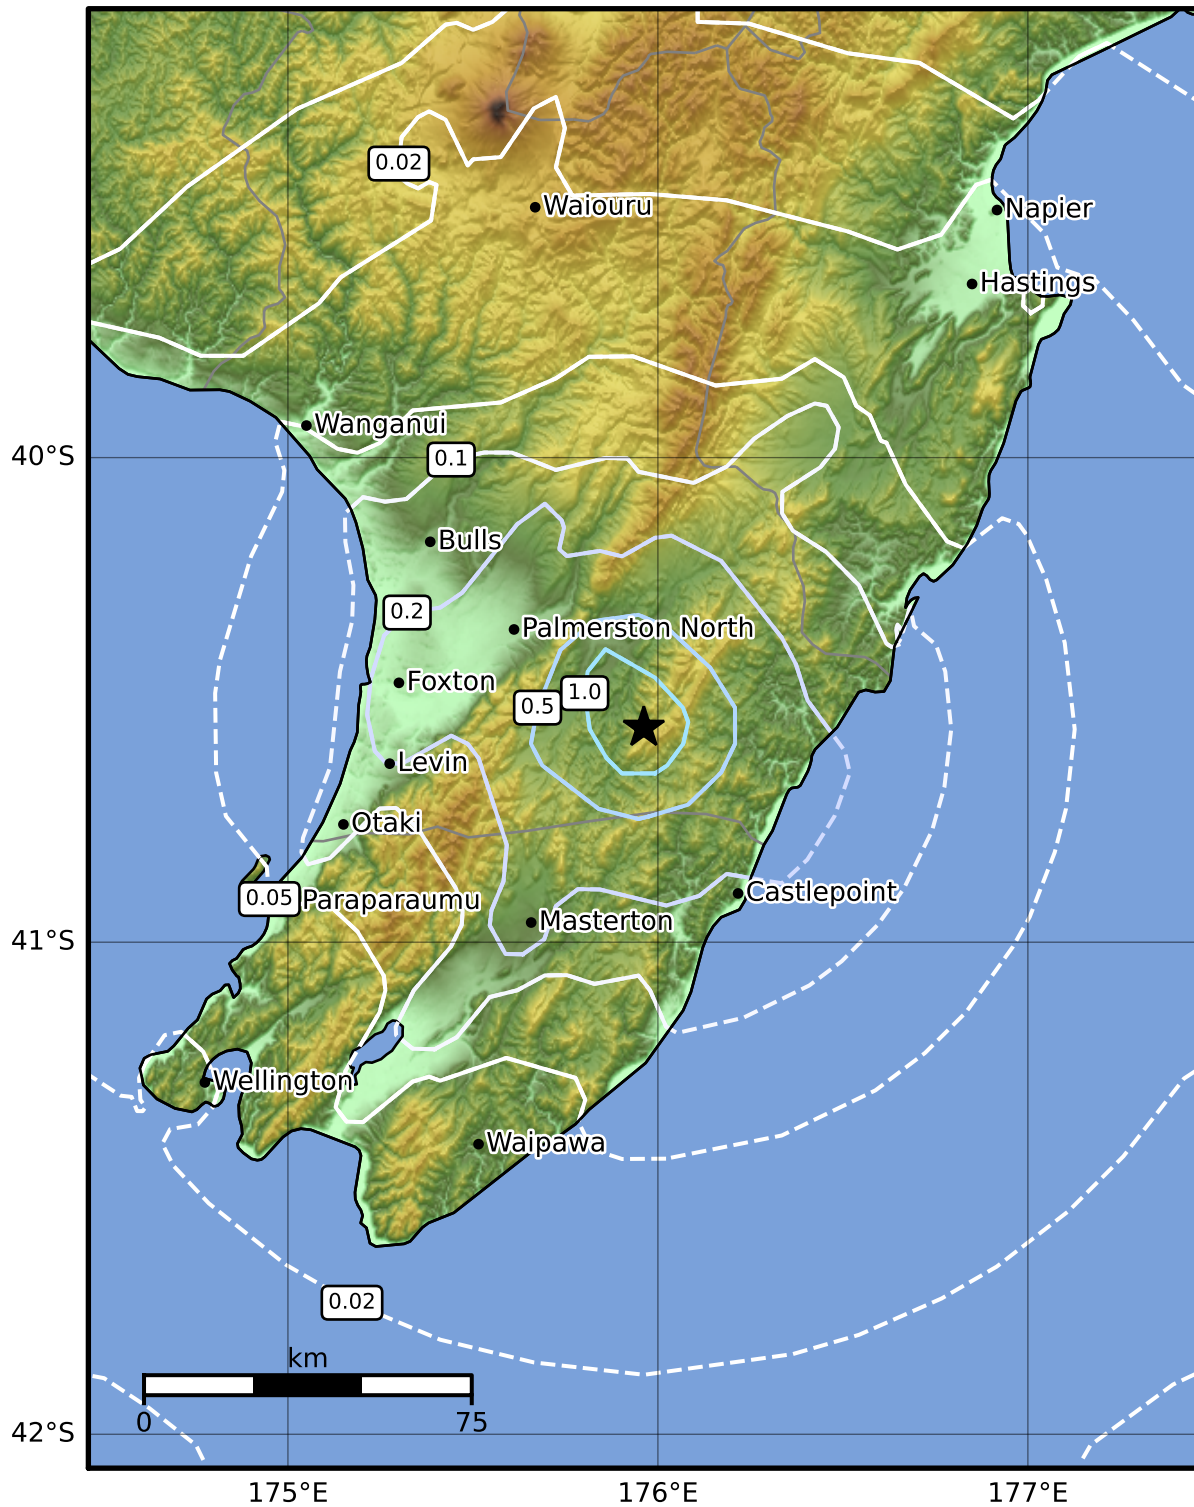 0.02
Waiouru
Napier
Hastings
Wanganui
40°S
0.1
Bulls
0.2
Palmerston North
Foxton
0.5
1.0
Levin
Otaki
0.05
Paraparaumu
Castlepoint
Masterton
41°S
Wellington
Waipawa
0.02
km
0
75
42°S
175°E
176°E
177°E